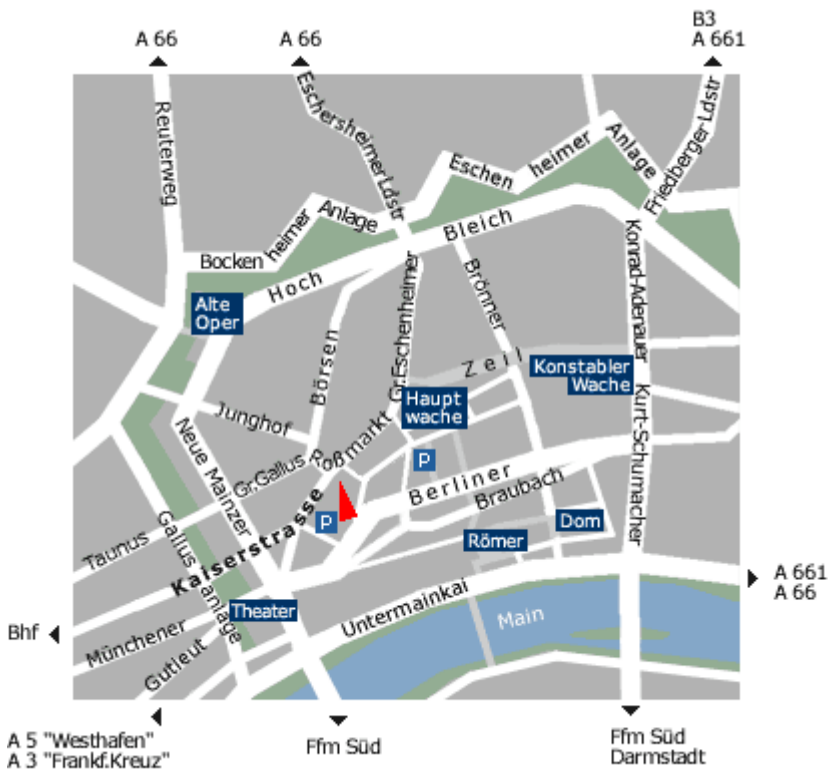 B3
A 66
A 66
A 661
Reuterweg
Eschersheimer Ldstr
Friedberger Ldstr
Eschen
heimer
Anlage
Bocken
heimer
Anlage
Bleich
Hoch
Alte
Oper
Börsen
Gr.Eschenheimer
Brönner
Konrad-Adenauer
Zeil
Konstabler
Wache
Haupt
wache
Junghof
Neue Mainzer
Gr.Gallus
Roßmarkt
P
Kurt-Schumacher
Berliner
Braubach
Kaiserstrasse
P
Taunus
Gallus
anlage
Dom
Römer
Theater
Untermainkai
Main
A 661
A 66
Bhf
Münchener
Gutleut
A 5 "Westhafen"
A 3 "Frankf.Kreuz"
Ffm Süd
Ffm Süd
Darmstadt